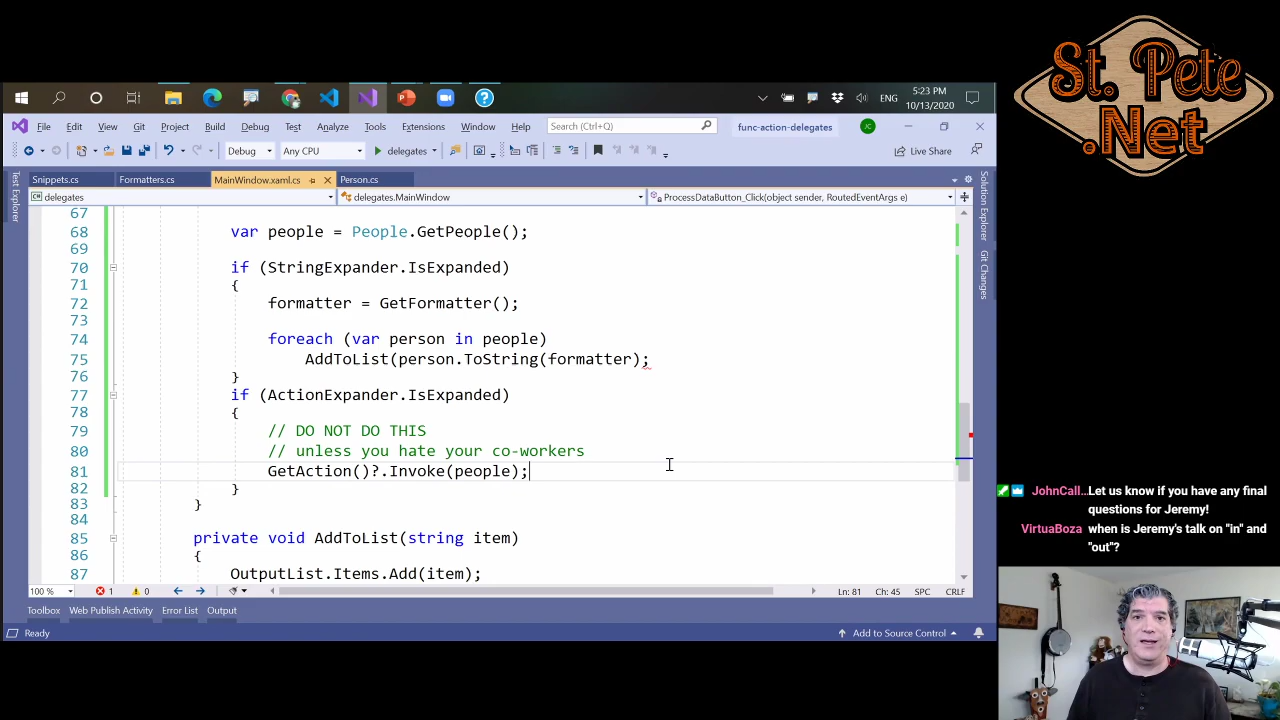 St. Pete
.Net
5:23 PM
ENG
10/13/2020
File Edit View Git Project Build Debug Test Analyze Tools Extensions Window Help Search (Ctrl+Q) func-action-delegates JC
Debug Any CPU delegates Live Share
Snippets.cs Formatters.cs MainWindow.xaml.cs Person.cs
delegates delegates.MainWindow ProcessDataButton_Click(object sender, RoutedEventArgs e)
Test Explorer
Solution Explorer
Git Changes
67
68 var people = People.GetPeople();
69
70 if (StringExpander.IsExpanded)
71 {
72 formatter = GetFormatter();
73
74 foreach (var person in people)
75 AddToList(person.ToString(formatter);
76 }
77 if (ActionExpander.IsExpanded)
78 {
79 // DO NOT DO THIS
80 // unless you hate your co-workers
81 GetAction()?.Invoke(people);
82 }
83 }
84
85 private void AddToList(string item)
86 {
87 OutputList.Items.Add(item);
100 % 1 0 Ln: 81 Ch: 45 SPC CRLF
Toolbox Web Publish Activity Error List Output
Ready Add to Source Control
JohnCall... Let us know if you have any final
questions for Jeremy!
VirtuaBoza when is Jeremy's talk on "in" and
"out"?